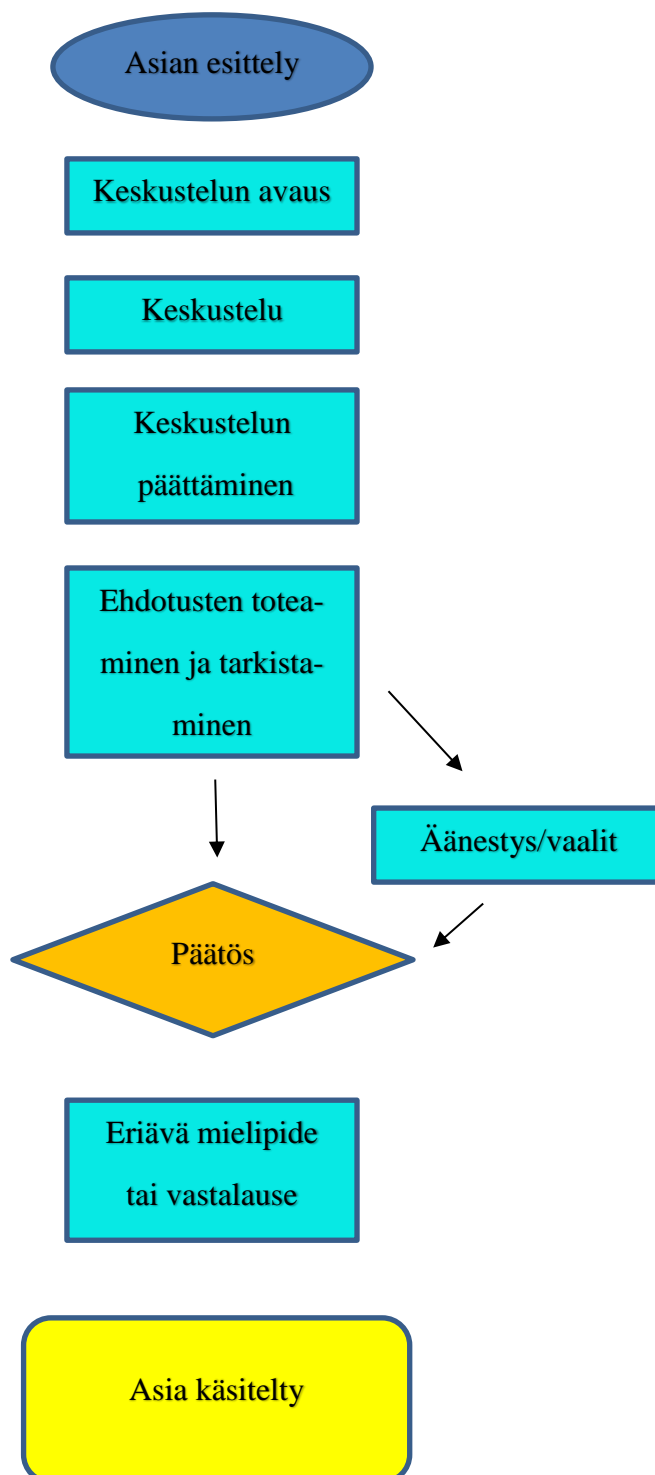 Asian esittely
Keskustelun avaus
Keskustelu
Keskustelun
päättäminen
Ehdotusten totea-
minen ja tarkista-
minen
Äänestys/vaalit
Päätös
Eriävä mielipide
tai vastalause
Asia käsitelty